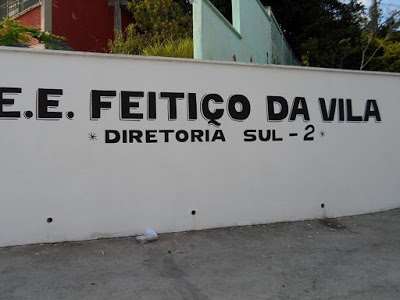 E.E. FEITIÇO DA VILA
* DIRETORIA SUL - 2 *